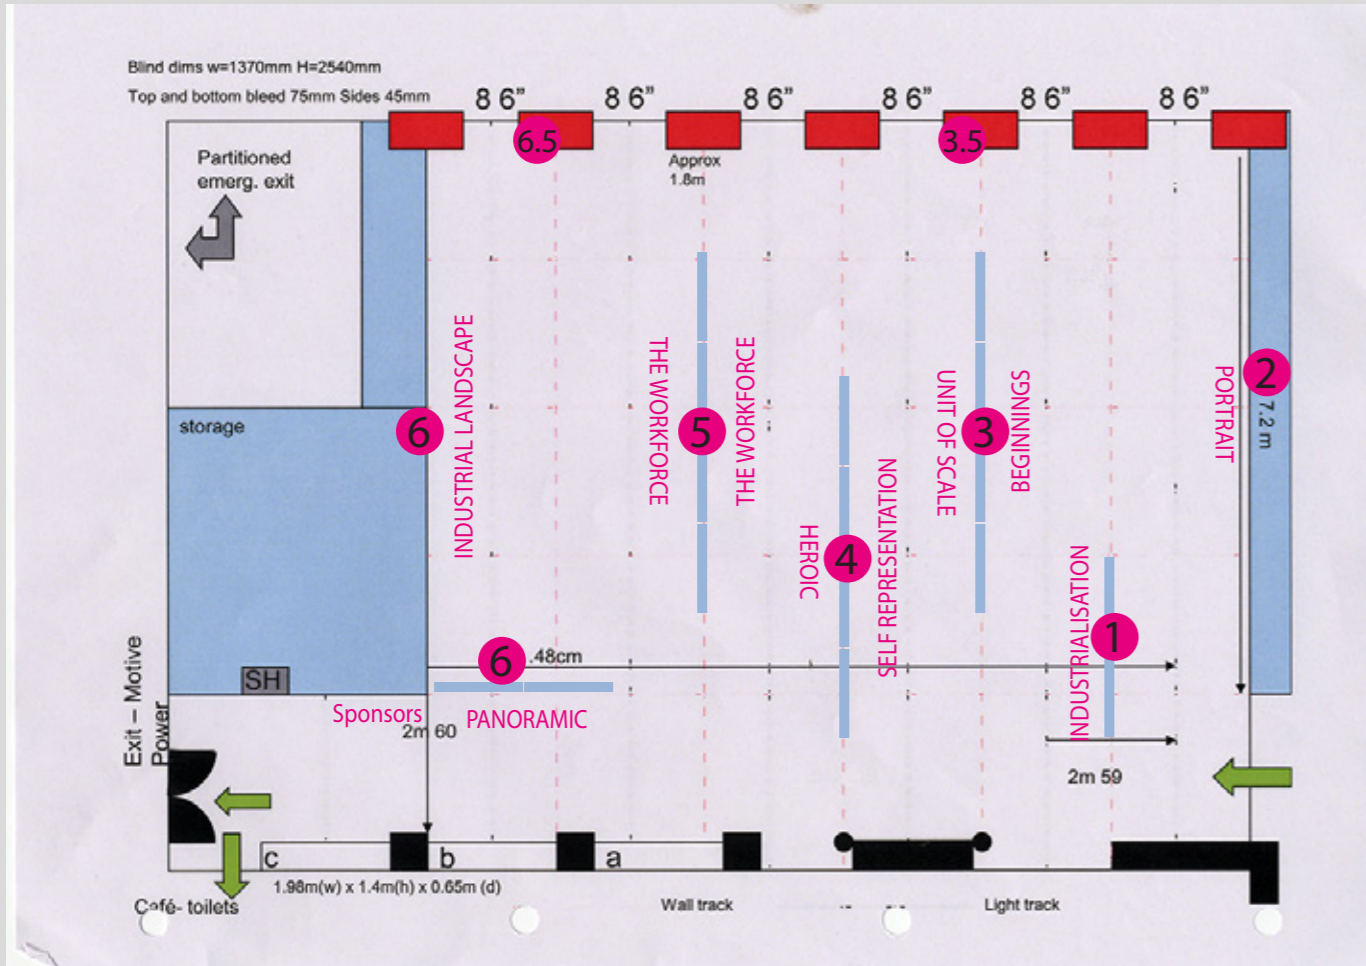 Blind dims w=1370mm H=2540mm
Top and bottom bleed 75mm Sides 45mm
8 6”
8 6”
8 6”
8 6”
8 6”
8 6”
6.5
3.5
Approx
1.8m
Partitioned
emerg. exit
storage
6
INDUSTRIAL LANDSCAPE
THE WORKFORCE
5
THE WORKFORCE
HEROIC
4
SELF REPRESENTATION
UNIT OF SCALE
3
BEGINNINGS
INDUSTRIALISATION
1
PORTRAIT
2
7.2 m
SH
6
.48cm
Sponsors
PANORAMIC
2m 60
2m 59
Exit – Motive
Power
c
b
a
1.98m(w) x 1.4m(h) x 0.65m (d)
Café- toilets
Wall track
Light track